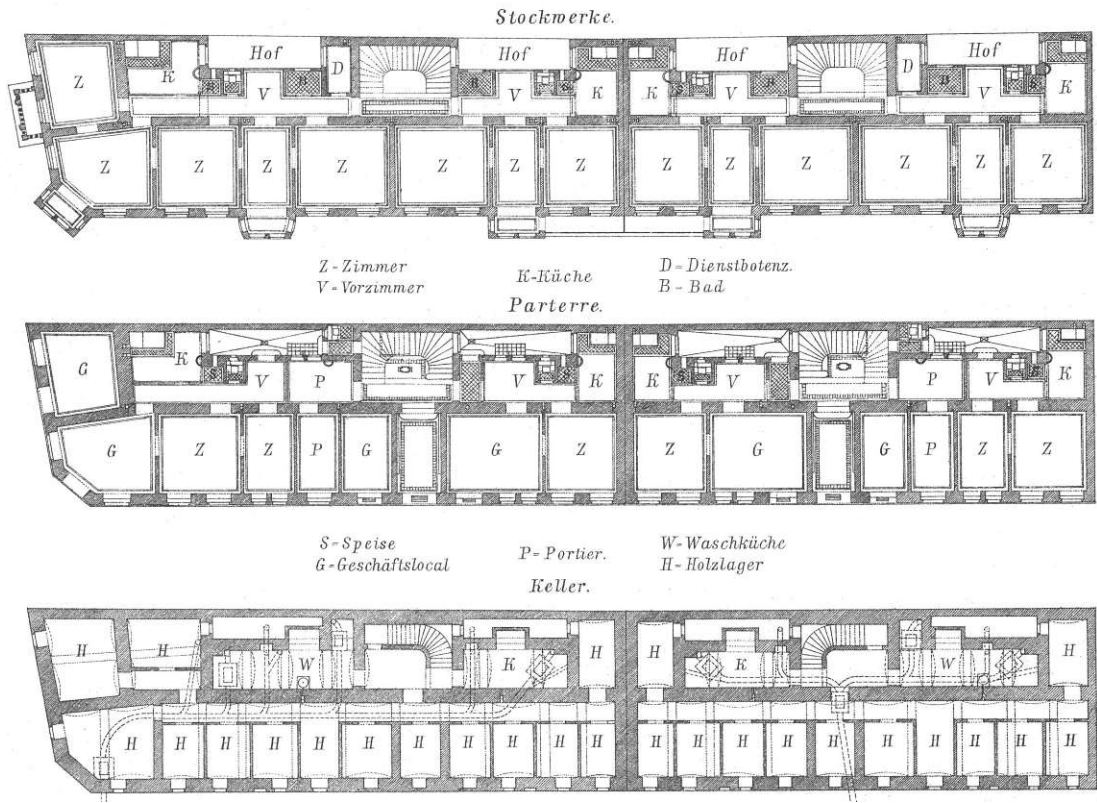 Stockwerke.
Hof Hof Hof Hof
Z K D D K
B V B B V K K S V B B V
Z Z Z Z Z Z Z Z Z Z Z Z Z
Z-Zimmer K-Küche D=Dienstbotenz.
V-Vorzimmer B-Bad
Parterre.
G K S V P V S K K S V P V S K
G Z Z P G G Z Z G G P Z Z
S=Speise P=Portier. W-Waschküche
G=Geschäftslocal H=Holzlager
Keller.
H H W K H H K W H
H H H H H H H H H H H H H H H H H H H H H